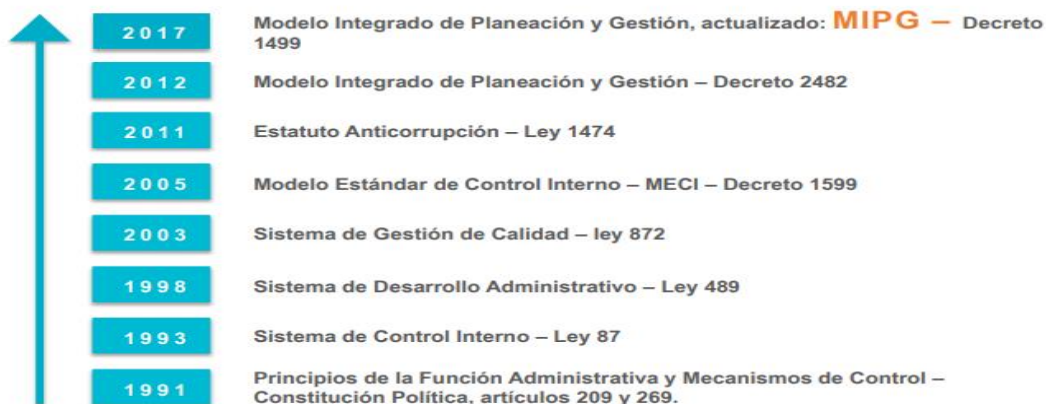 2017
Modelo Integrado de Planeación y Gestión, actualizado: MIPG – Decreto
1499
2012
Modelo Integrado de Planeación y Gestión – Decreto 2482
2011
Estatuto Anticorrupción – Ley 1474
2005
Modelo Estándar de Control Interno – MECI – Decreto 1599
2003
Sistema de Gestión de Calidad – ley 872
1998
Sistema de Desarrollo Administrativo – Ley 489
1993
Sistema de Control Interno – Ley 87
1991
Principios de la Función Administrativa y Mecanismos de Control –
Constitución Política, artículos 209 y 269.